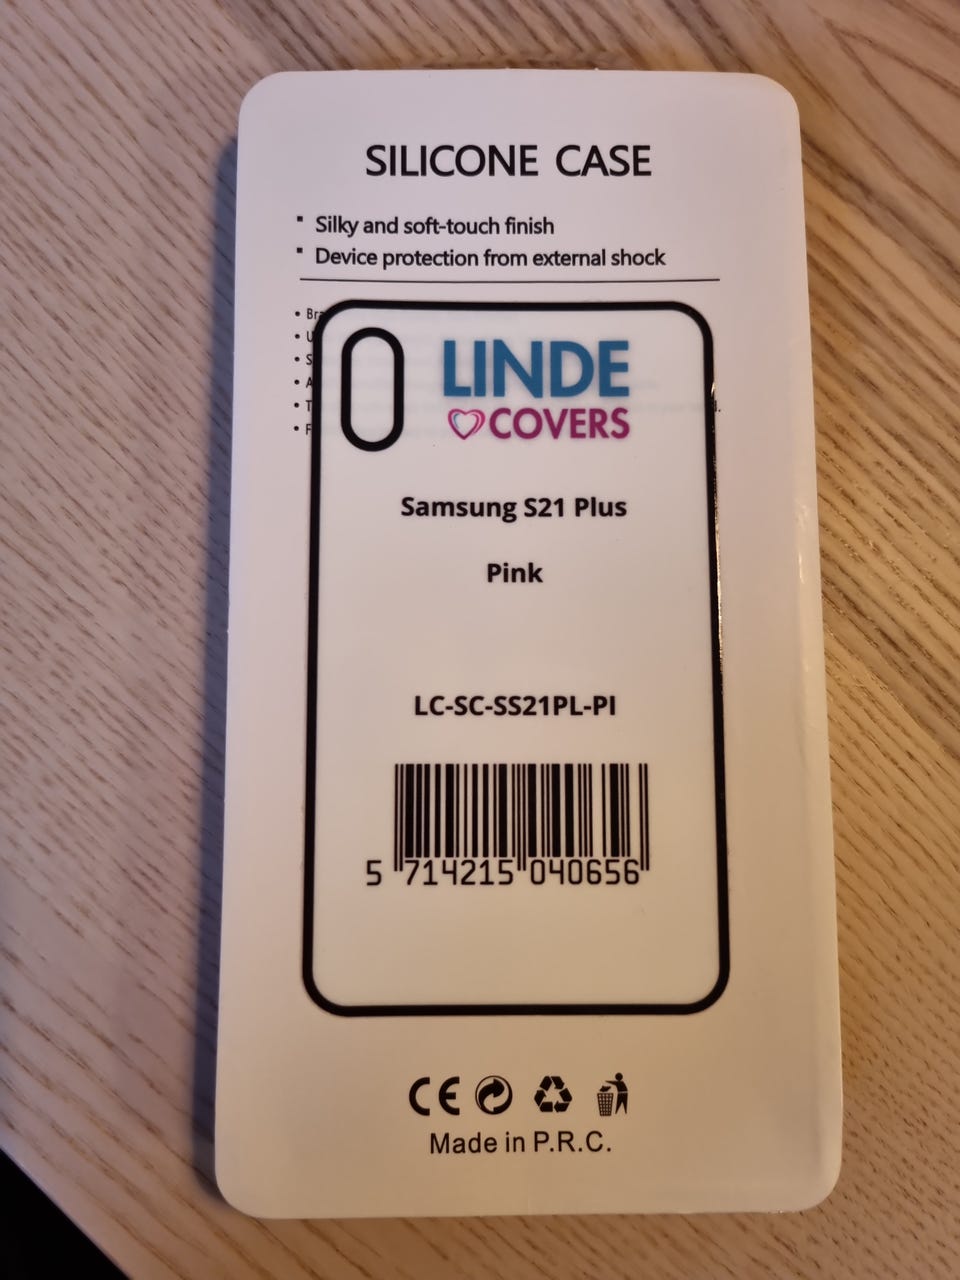 SILICONE CASE
Silky and soft-touch finish
Device protection from external shock
LINDE
COVERS
Samsung S21 Plus
Pink
LC-SC-SS21PL-PI
5 714215 040656
CE
Made in P.R.C.